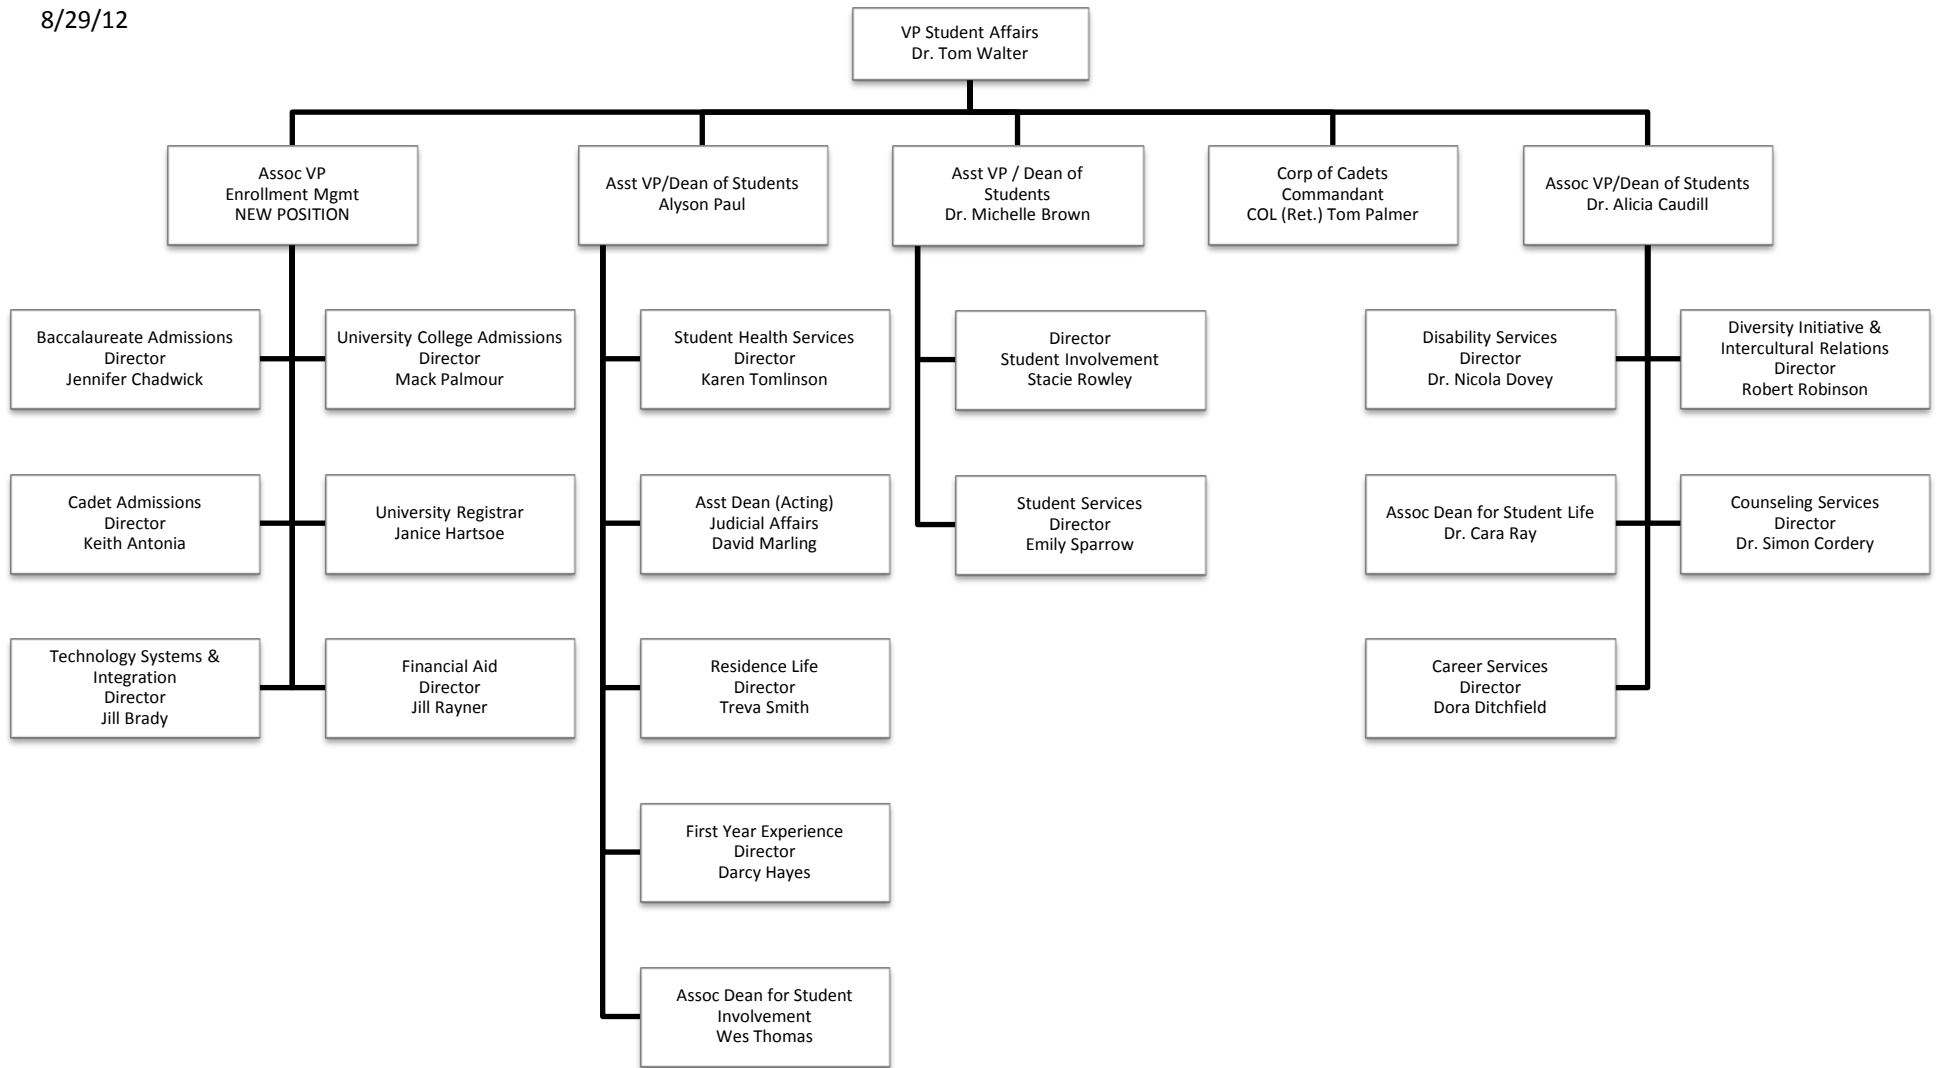 8/29/12
VP Student Affairs
Dr. Tom Walter
Assoc VP
Enrollment Mgmt
NEW POSITION
Asst VP/Dean of Students
Alyson Paul
Asst VP / Dean of
Students
Dr. Michelle Brown
Corp of Cadets
Commandant
COL (Ret.) Tom Palmer
Assoc VP/Dean of Students
Dr. Alicia Caudill
Baccalaureate Admissions
Director
Jennifer Chadwick
University College Admissions
Director
Mack Palmour
Student Health Services
Director
Karen Tomlinson
Director
Student Involvement
Stacie Rowley
Disability Services
Director
Dr. Nicola Dovey
Diversity Initiative &
Intercultural Relations
Director
Robert Robinson
Cadet Admissions
Director
Keith Antonia
University Registrar
Janice Hartsoe
Asst Dean (Acting)
Judicial Affairs
David Marling
Student Services
Director
Emily Sparrow
Assoc Dean for Student Life
Dr. Cara Ray
Counseling Services
Director
Dr. Simon Cordery
Technology Systems &
Integration
Director
Jill Brady
Financial Aid
Director
Jill Rayner
Residence Life
Director
Treva Smith
Career Services
Director
Dora Ditchfield
First Year Experience
Director
Darcy Hayes
Assoc Dean for Student
Involvement
Wes Thomas